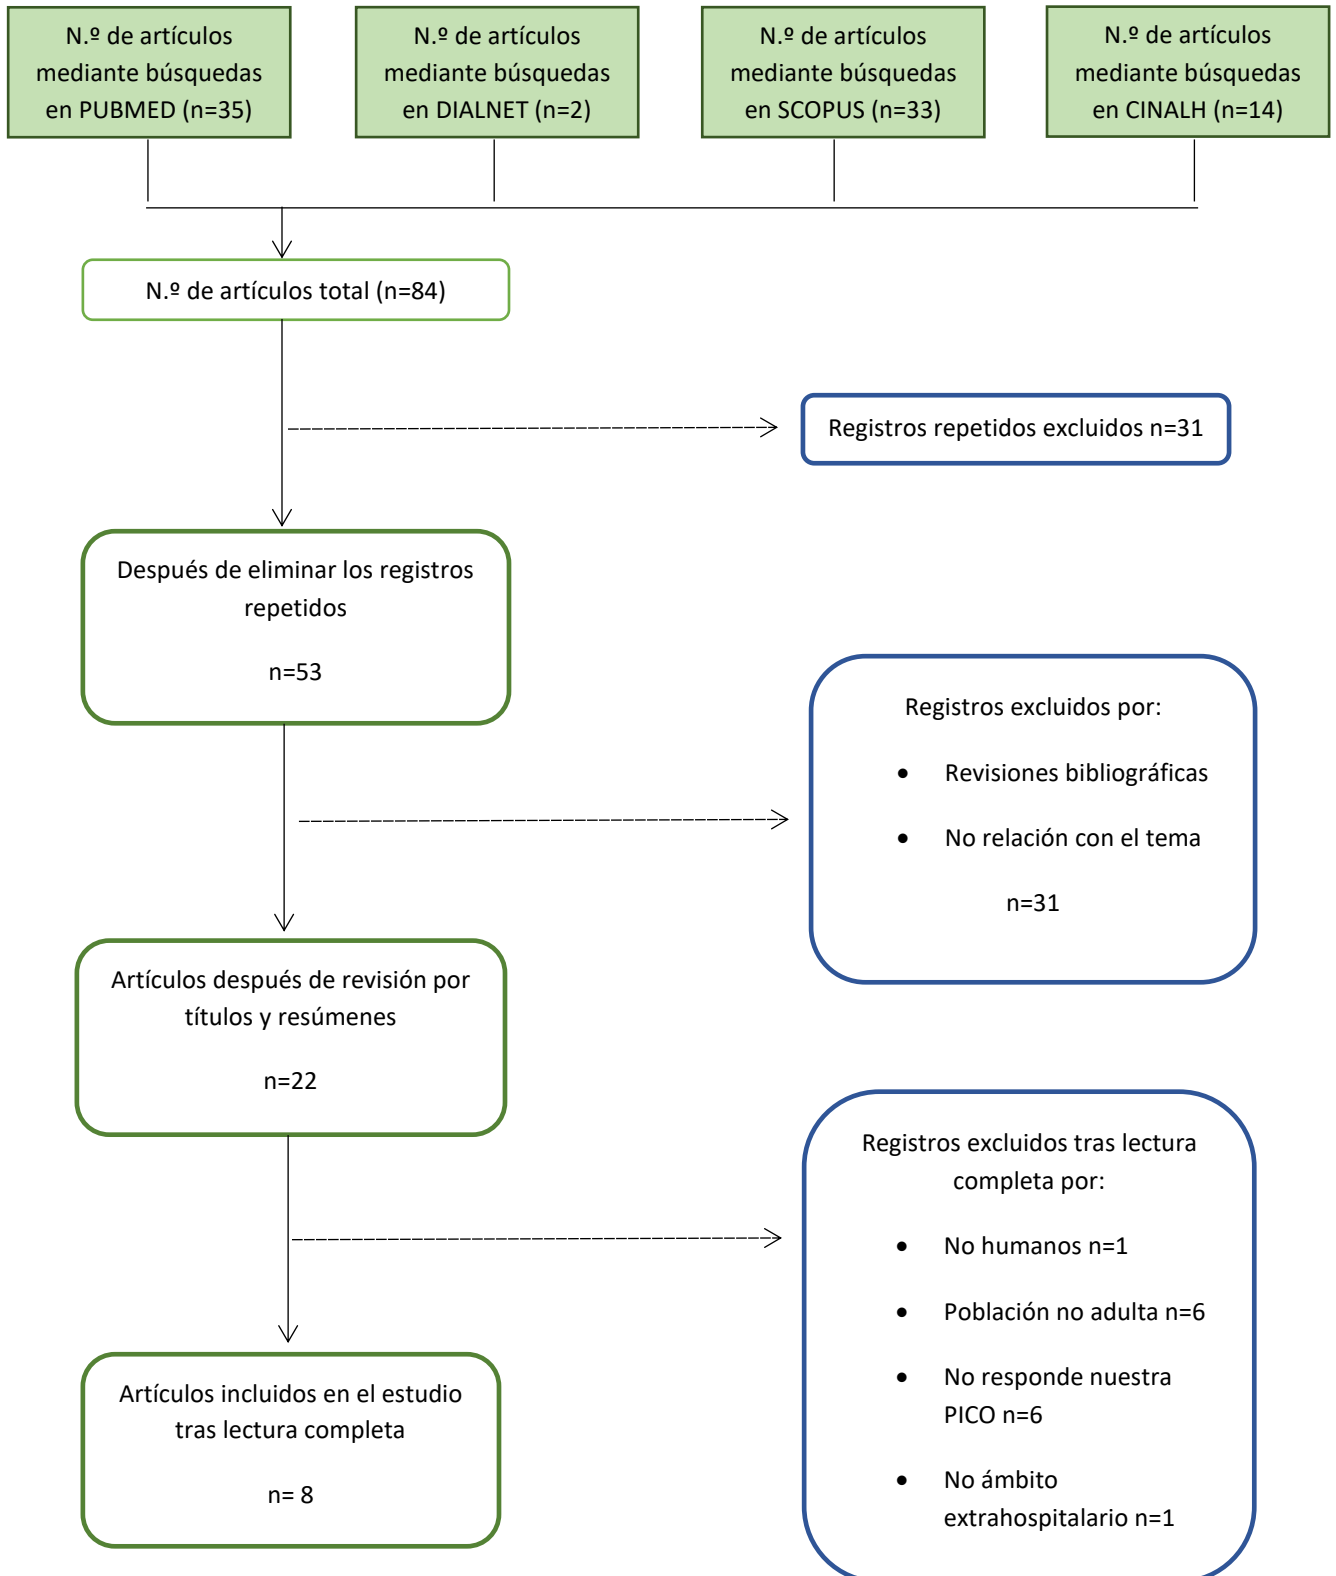 N.º de artículos
mediante búsquedas
en PUBMED (n=35)
N.º de artículos
mediante búsquedas
en DIALNET (n=2)
N.º de artículos
mediante búsquedas
en SCOPUS (n=33)
N.º de artículos
mediante búsquedas
en CINALH (n=14)
N.º de artículos total (n=84)
Registros repetidos excluidos n=31
Después de eliminar los registros
repetidos
n=53
Registros excluidos por:
• Revisiones bibliográficas
• No relación con el tema
n=31
Artículos después de revisión por
títulos y resúmenes
n=22
Registros excluidos tras lectura
completa por:
• No humanos n=1
• Población no adulta n=6
• No responde nuestra
PICO n=6
• No ámbito
extrahospitalario n=1
Artículos incluidos en el estudio
tras lectura completa
n= 8